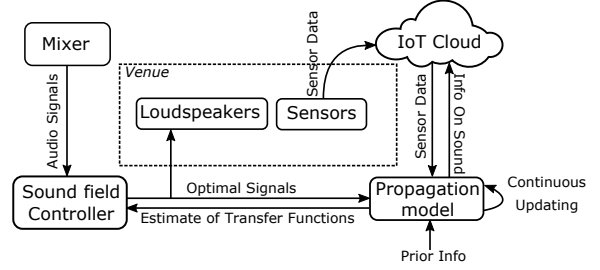 Mixer
IoT Cloud
Sensor Data
Venue
Loudspeakers
Sensors
Audio Signals
Sensor Data
Info On Sound
Sound field
Controller
Optimal Signals
Estimate of Transfer Functions
Propagation
model
Continuous
Updating
Prior Info